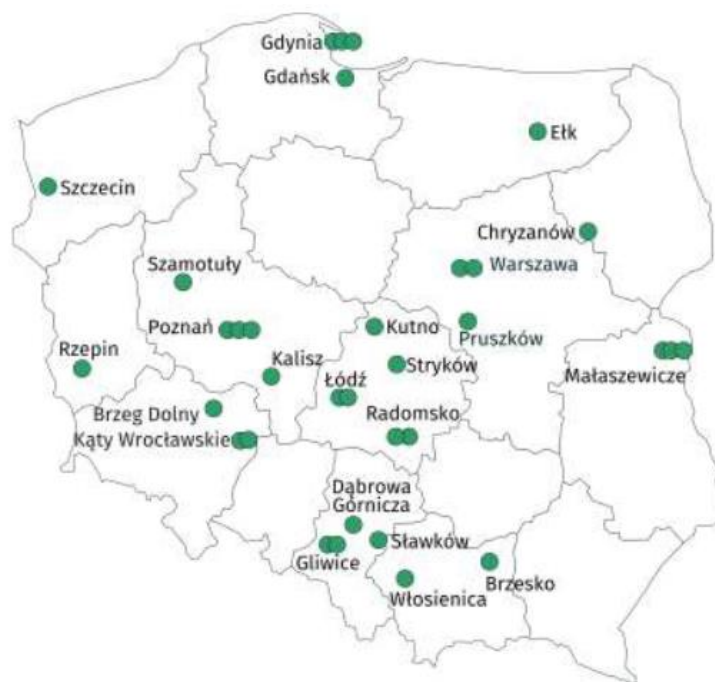 Gdynia
Gdańsk
Ełk
Szczecin
Chryzanów
Szamotuły
Warszawa
Poznań
Kutno
Pruszków
Rzepin
Kalisz
Stryków
Małaszewicze
Łódź
Brzeg Dolny
Radomsko
Kąty Wrocławskie
Dąbrowa
Górnicza
Sławków
Gliwice
Brzesko
Włosienica